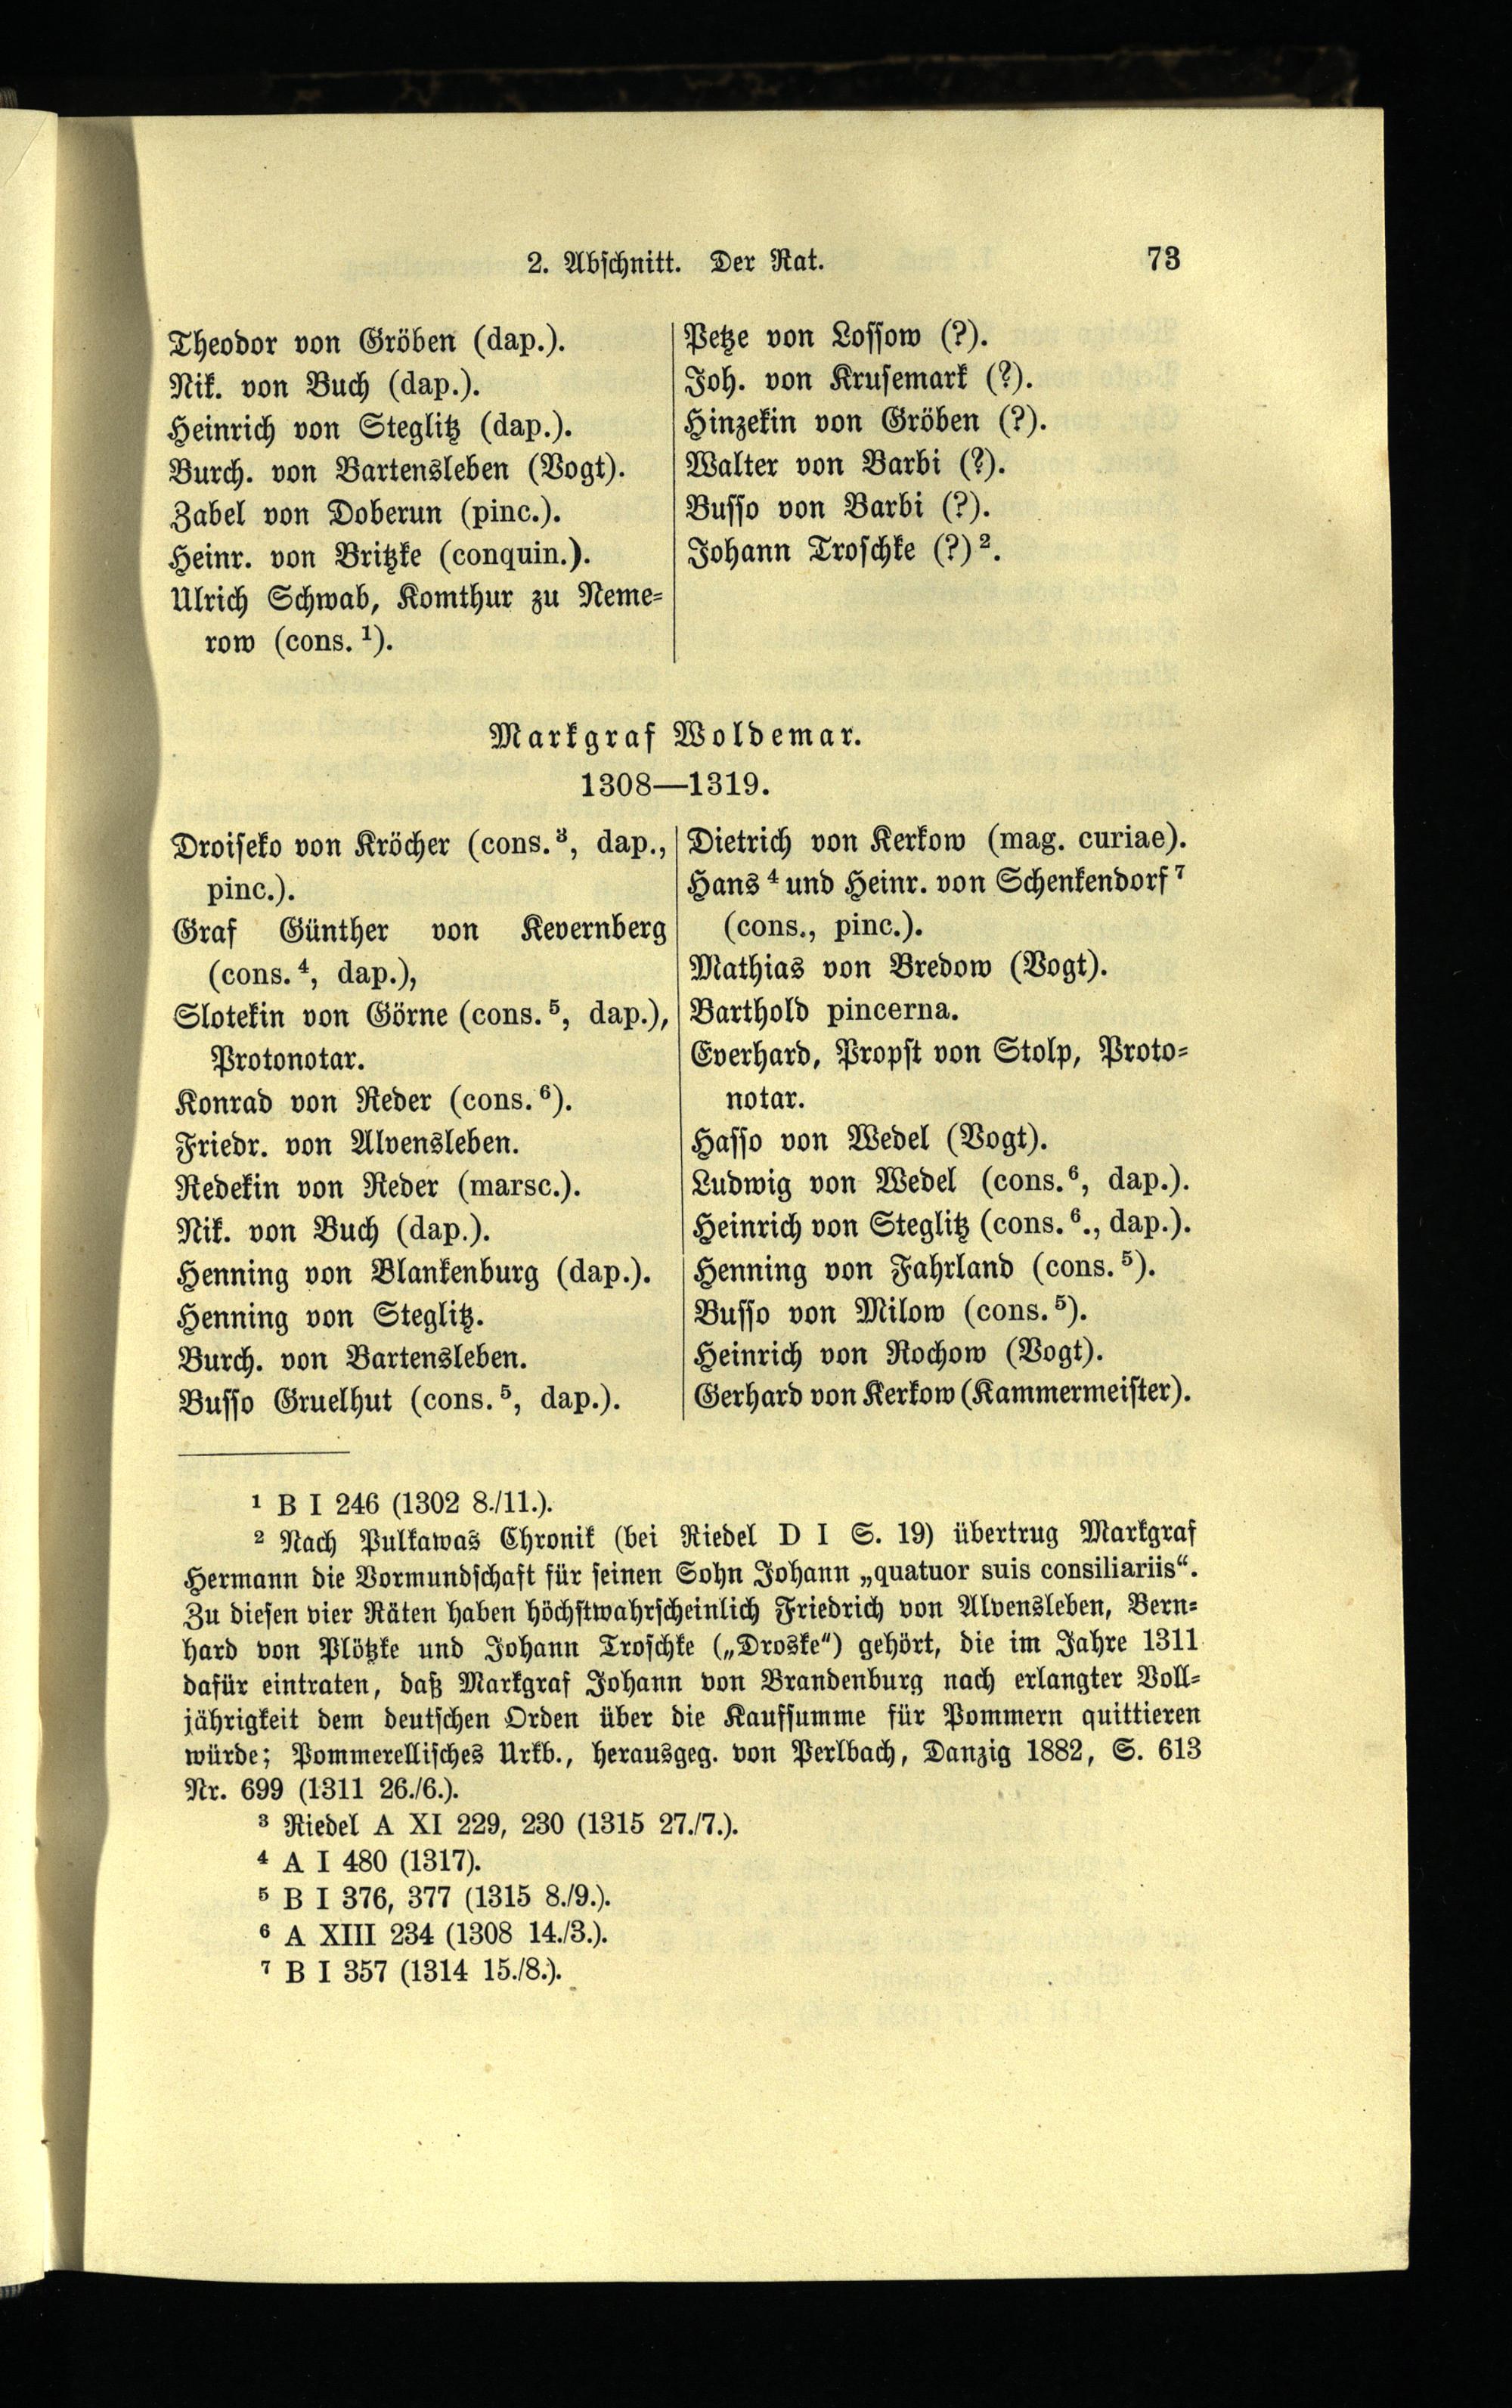 2. Abschnitt. Der Rat. 73
Theodor von Gröben (dap.).
Nik. von Buch (dap.).
Heinrich von Steglitz (dap.).
Burch. von Bartensleben (Vogt).
Zabel von Doberun (pinc.).
Heinr. von Britzke (conquin.).
Ulrich Schwab, Komthur zu Neme-
row (cons.¹).
Petze von Lossow (?).
Joh. von Krusemark (?).
Hinzekin von Gröben (?).
Walter von Barbi (?).
Busso von Barbi (?).
Johann Troschke (?)².
Markgraf Woldemar.
1308—1319.
Droiseko von Kröcher (cons.³, dap.,
pinc.).
Graf Günther von Kevernberg
(cons.⁴, dap.),
Slotekin von Görne (cons.⁵, dap.),
Protonotar.
Konrad von Reder (cons.⁶).
Friedr. von Alvensleben.
Redekin von Reder (marsc.).
Nik. von Buch (dap.).
Henning von Blankenburg (dap.).
Henning von Steglitz.
Burch. von Bartensleben.
Busso Gruelhut (cons.⁵, dap.).
Dietrich von Kerkow (mag. curiae).
Hans⁴ und Heinr. von Schenkendorf⁷
(cons., pinc.).
Mathias von Bredow (Vogt).
Barthold pincerna.
Everhard, Propst von Stolp, Proto-
notar.
Hasso von Wedel (Vogt).
Ludwig von Wedel (cons.⁶, dap.).
Heinrich von Steglitz (cons.⁶., dap.).
Henning von Fahrland (cons.⁵).
Busso von Milow (cons.⁵).
Heinrich von Rochow (Vogt).
Gerhard von Kerkow (Kammermeister).
¹ B I 246 (1302 8./11.).
² Nach Pulkawas Chronik (bei Riedel D I S. 19) übertrug Markgraf
Hermann die Vormundschaft für seinen Sohn Johann „quatuor suis consiliariis“.
Zu diesen vier Räten haben höchstwahrscheinlich Friedrich von Alvensleben, Bern-
hard von Plötzke und Johann Troschke („Droske“) gehört, die im Jahre 1311
dafür eintraten, daß Markgraf Johann von Brandenburg nach erlangter Voll-
jährigkeit dem deutschen Orden über die Kaufsumme für Pommern quittieren
würde; Pommerellisches Urkb., herausgeg. von Perlbach, Danzig 1882, S. 613
Nr. 699 (1311 26./6.).
³ Riedel A XI 229, 230 (1315 27./7.).
⁴ A I 480 (1317).
⁵ B I 376, 377 (1315 8./9.).
⁶ A XIII 234 (1308 14./3.).
⁷ B I 357 (1314 15./8.).